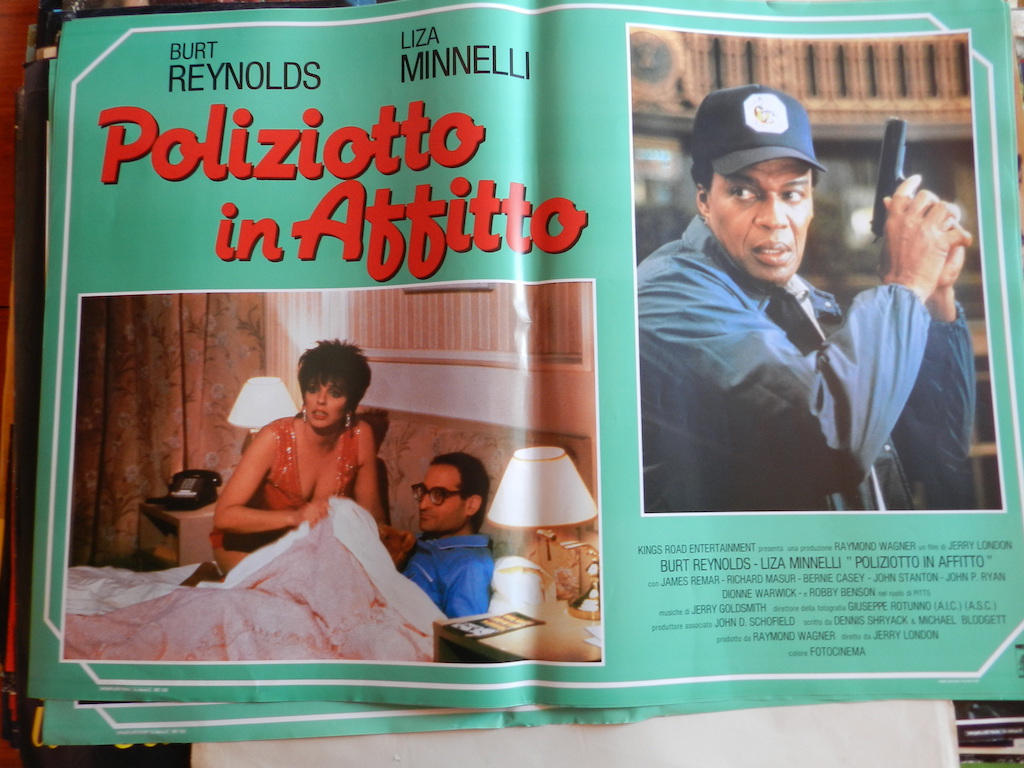 BURT
REYNOLDS
LIZA
MINNELLI
Poliziotto
in Affitto
KINGS ROAD ENTERTAINMENT presenta una produzione RAYMOND WAGNER un film di JERRY LONDON
BURT REYNOLDS - LIZA MINNELLI " POLIZIOTTO IN AFFITTO "
con JAMES REMAR - RICHARD MASUR - BERNIE CASEY - JOHN STANTON - JOHN P. RYAN
DIONNE WARWICK - e ROBBY BENSON nel ruolo di PITTS
musiche di JERRY GOLDSMITH direttore della fotografia GIUSEPPE ROTUNNO (A.I.C.) (A.S.C.)
produttore associato JOHN D. SCHOFIELD scritto da DENNIS SHRYACK & MICHAEL BLODGETT
prodotto da RAYMOND WAGNER diretto da JERRY LONDON
colore FOTOCINEMA